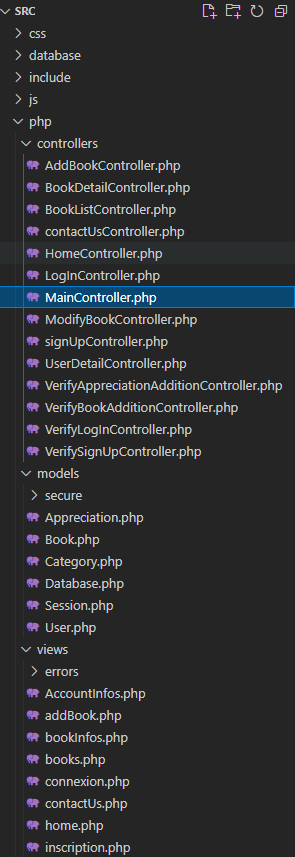 SRC
css
database
include
js
php
controllers
AddBookController.php
BookDetailController.php
BookListController.php
contactUsController.php
HomeController.php
LogInController.php
MainController.php
ModifyBookController.php
signUpController.php
UserDetailController.php
VerifyAppreciationAdditionController.php
VerifyBookAdditionController.php
VerifyLogInController.php
VerifySignUpController.php
models
secure
Appreciation.php
Book.php
Category.php
Database.php
Session.php
User.php
views
errors
AccountInfos.php
addBook.php
bookInfos.php
books.php
connexion.php
contactUs.php
home.php
inscription.php